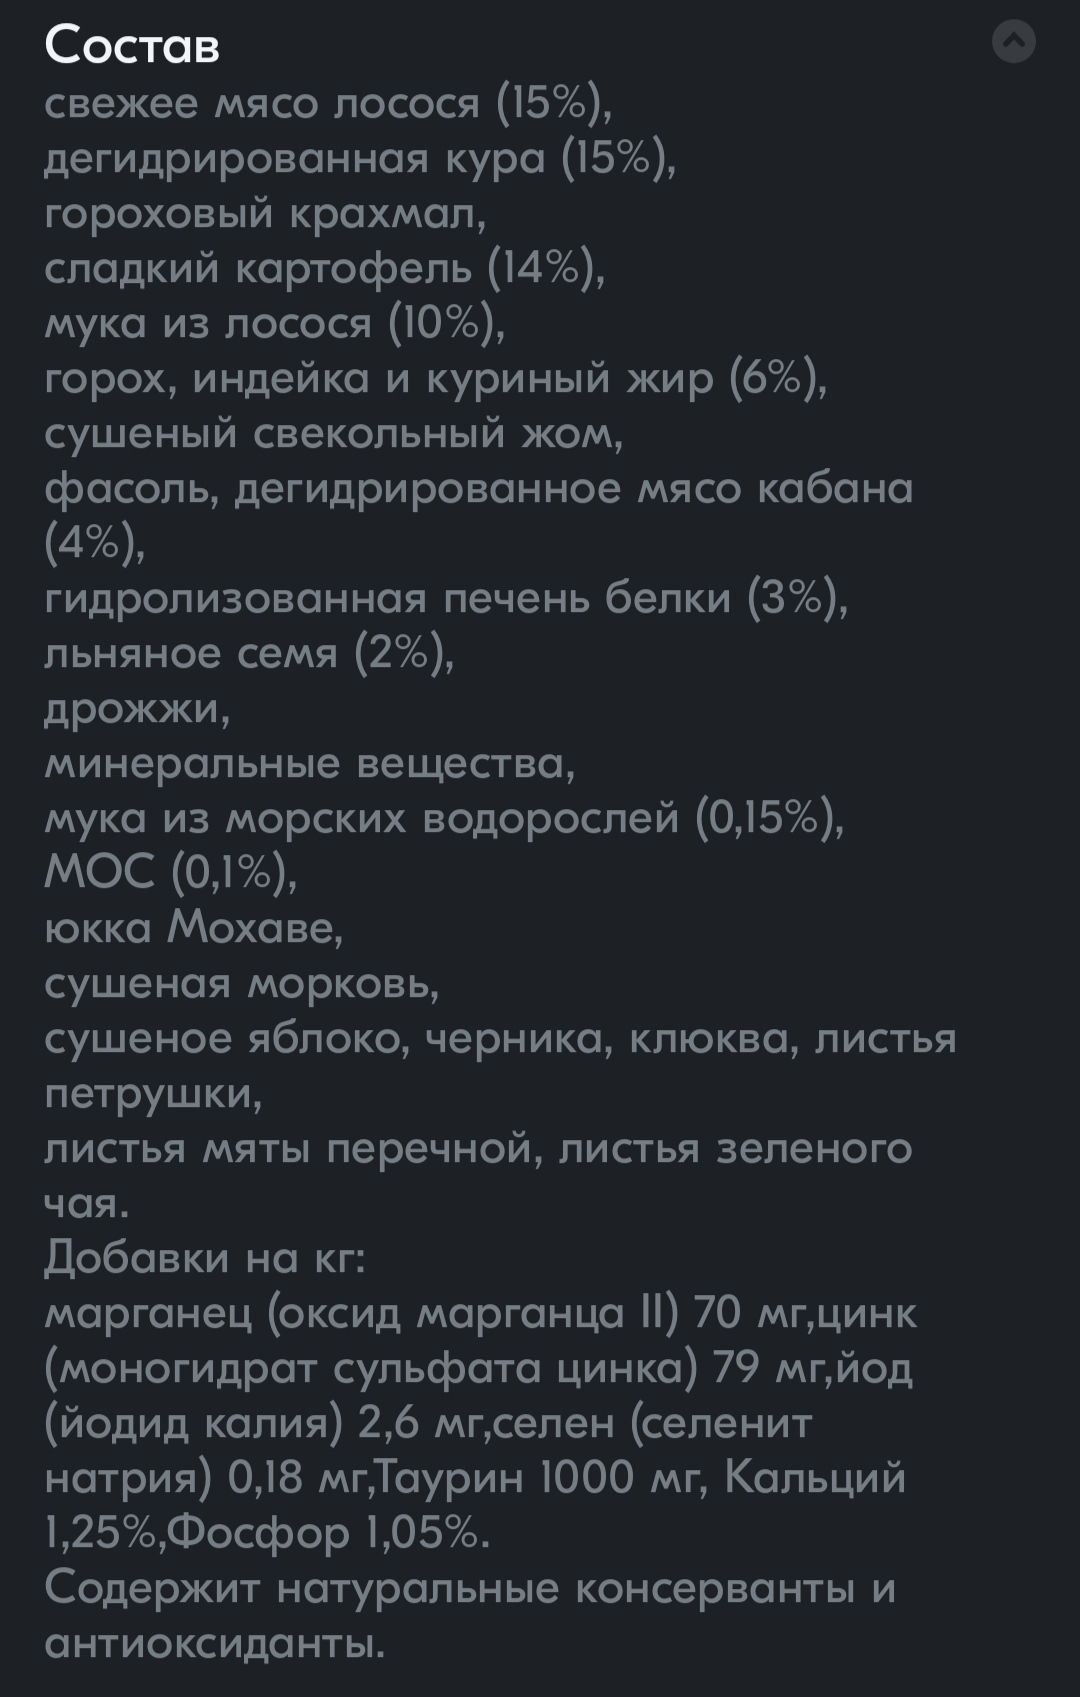 Состав
свежее мясо лосося (15%),
дегидрированная кура (15%),
гороховый крахмал,
сладкий картофель (14%),
мука из лосося (10%),
горох, индейка и куриный жир (6%),
сушеный свекольный жом,
фасоль, дегидрированное мясо кабана
(4%),
гидролизованная печень белки (3%),
льняное семя (2%),
дрожжи,
минеральные вещества,
мука из морских водорослей (0,15%),
МОС (0,1%),
юкка Мохаве,
сушеная морковь,
сушеное яблоко, черника, клюква, листья
петрушки,
листья мяты перечной, листья зеленого
чая.
Добавки на кг:
марганец (оксид марганца II) 70 мг,цинк
(моногидрат сульфата цинка) 79 мг,йод
(йодид калия) 2,6 мг,селен (селенит
натрия) 0,18 мг,Таурин 1000 мг, Кальций
1,25%,Фосфор 1,05%.
Содержит натуральные консерванты и
антиоксиданты.